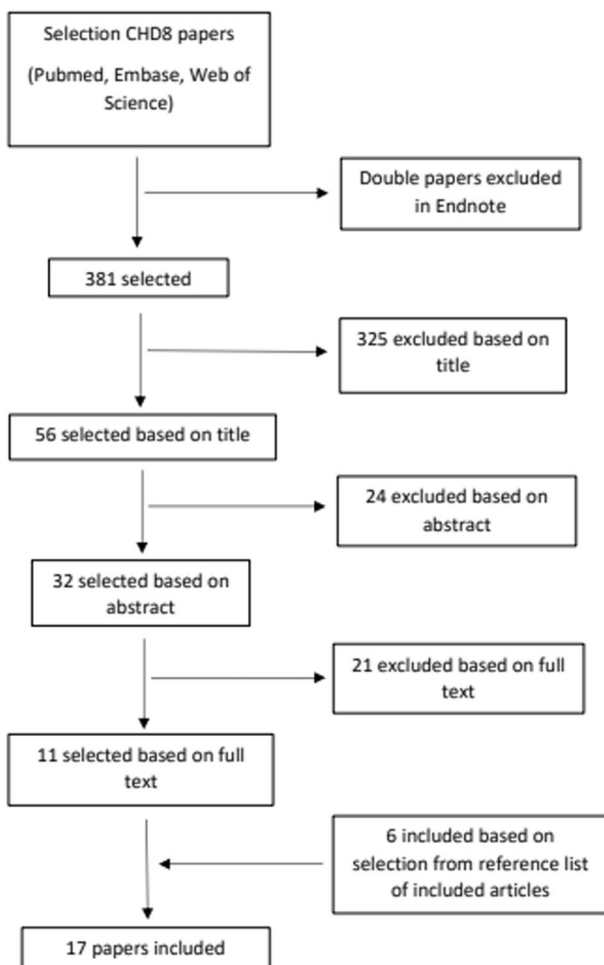 Selection CHD8 papers
(Pubmed, Embase, Web of
Science)
Double papers excluded
in Endnote
381 selected
325 excluded based on
title
56 selected based on title
24 excluded based on
abstract
32 selected based on
abstract
21 excluded based on full
text
11 selected based on full
text
6 included based on
selection from reference list
of included articles
17 papers included